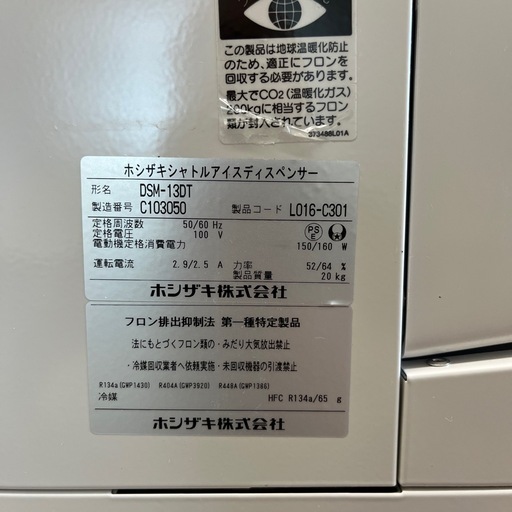 この製品は地球温暖化防止
のため、適正にフロンを
回収する必要があります。
最大でCO2(温暖化ガス)
200kgに相当するフロン
類が封入されています。
373488L01A
ホシザキシャトルアイスディスペンサー
形名 DSM-13DT
製造番号 C103050 製品コード L016-C301
定格周波数 50/60 Hz
定格電圧 100 V
PSE
電動機定格消費電力 150/160 W
運転電流 2.9/2.5 A 力率 52/64 %
製品質量 20 kg
ホシザキ株式会社
フロン排出抑制法 第一種特定製品
法にもとづくフロン類の・みだり大気放出禁止
・冷媒回収業者へ依頼実施・未回収機器の引渡禁止
R134a(GWP1430) R404A(GWP3920) R448A(GWP1386)
冷媒 HFC R134a/65 g
ホシザキ株式会社